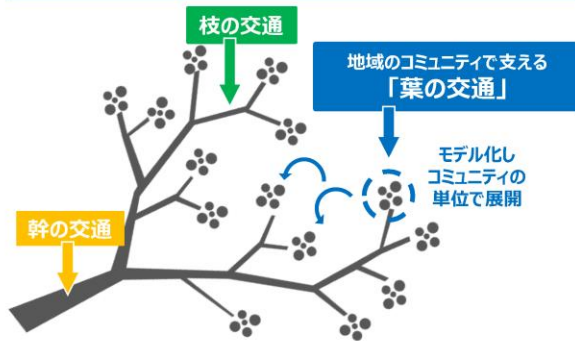 枝の交通
地域のコミュニティで支える
「葉の交通」
モデル化し
コミュニティの
単位で展開
幹の交通